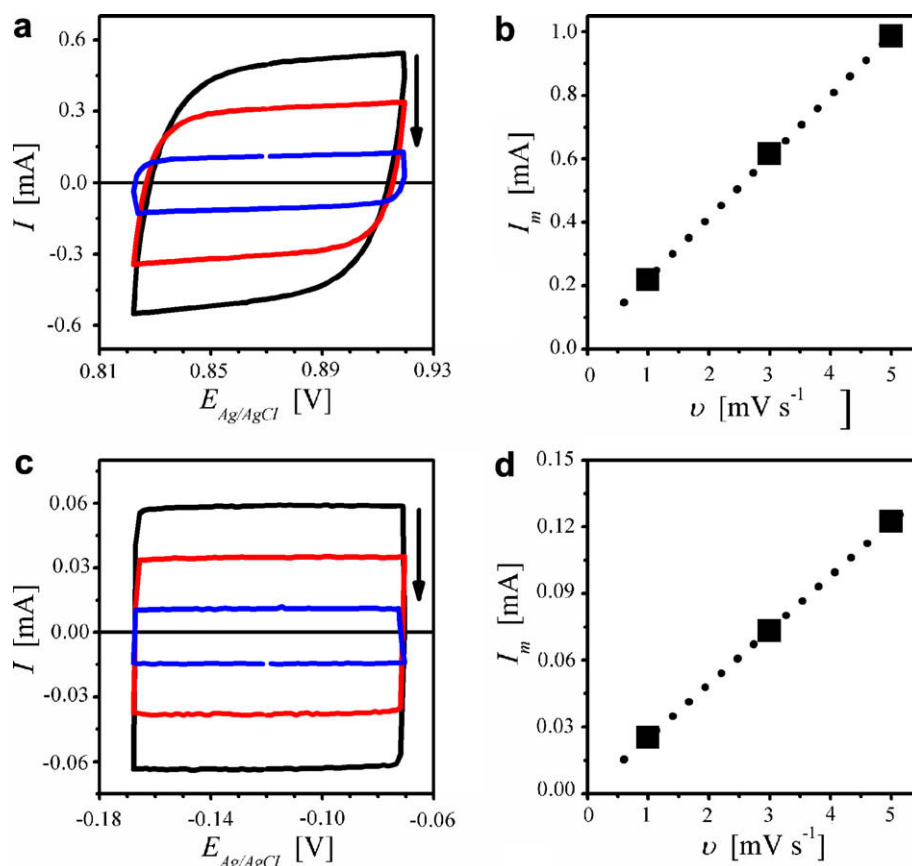 a
0.6
0.3
0.0
-0.3
-0.6
I [mA]
0.81 0.85 0.89 0.93
E Ag/AgCl [V]
b
1.0
0.8
0.6
0.4
0.2
0.0
I m [mA]
0 1 2 3 4 5
υ [mV s-1 ]
c
0.06
0.03
0.00
-0.03
-0.06
I [mA]
-0.18 -0.14 -0.10 -0.06
E Ag/AgCl [V]
d
0.15
0.12
0.09
0.06
0.03
0.00
I m [mA]
0 1 2 3 4 5
υ [mV s-1]